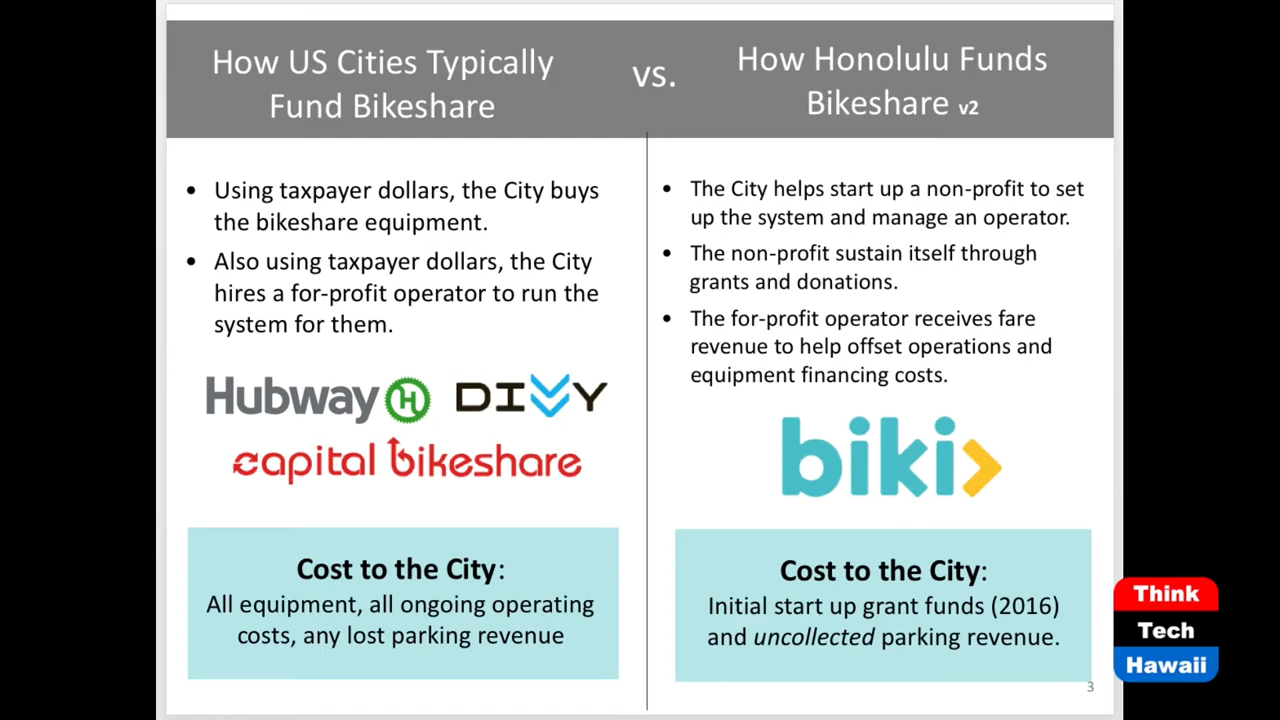 How US Cities Typically
Fund Bikeshare
vs.
How Honolulu Funds
Bikeshare v2
• Using taxpayer dollars, the City buys
the bikeshare equipment.
• Also using taxpayer dollars, the City
hires a for-profit operator to run the
system for them.
Hubway H
DIVVY
capital bikeshare
Cost to the City:
All equipment, all ongoing operating
costs, any lost parking revenue
• The City helps start up a non-profit to set
up the system and manage an operator.
• The non-profit sustain itself through
grants and donations.
• The for-profit operator receives fare
revenue to help offset operations and
equipment financing costs.
biki
Cost to the City:
Initial start up grant funds (2016)
and uncollected parking revenue.
3
Think
Tech
Hawaii